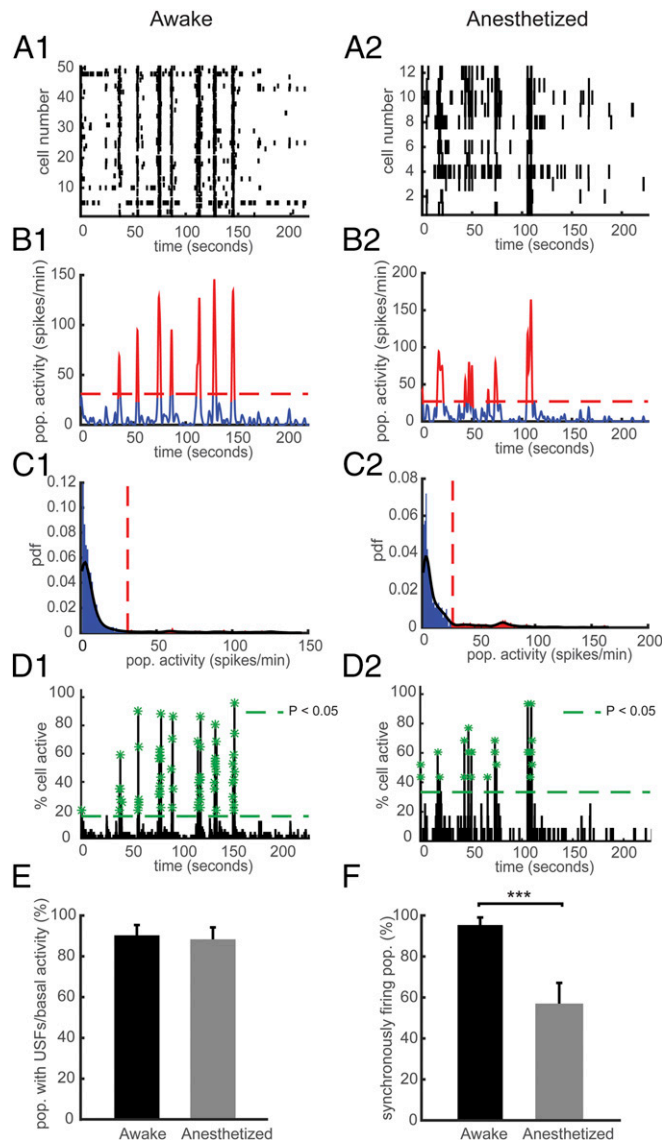 Awake
Anesthetized
A1
50
40
30
20
10
cell number
0 50 100 150 200
time (seconds)
A2
12
10
8
6
4
2
cell number
0 50 100 150 200
time (seconds)
B1
150
100
50
0
pop. activity (spikes/min)
0 50 100 150 200
time (seconds)
B2
200
150
100
50
0
pop. activity (spikes/min)
0 50 100 150 200
time (seconds)
C1
0.12
0.10
0.08
0.06
0.04
0.02
0
pdf
0 50 100 150
pop. activity (spikes/min)
C2
0.08
0.06
0.04
0.02
0
pdf
0 50 100 150 200
pop. activity (spikes/min)
D1
100
80
60
40
20
0
% cell active
P < 0.05
0 50 100 150 200
time (seconds)
D2
100
80
60
40
20
0
% cell active
P < 0.05
0 50 100 150 200
time (seconds)
E
100
80
60
40
20
0
pop. with USFs/basal activity (%)
Awake Anesthetized
F
100
80
60
40
20
0
synchronously firing pop. (%)
***
Awake Anesthetized